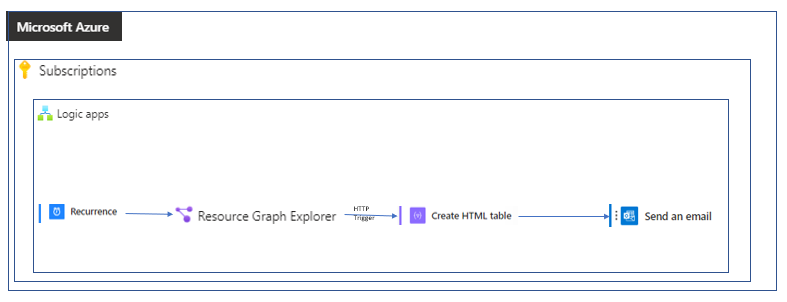 Microsoft Azure
Subscriptions
Logic apps
Recurrence
Resource Graph Explorer
HTTP
Trigger
Create HTML table
Send an email